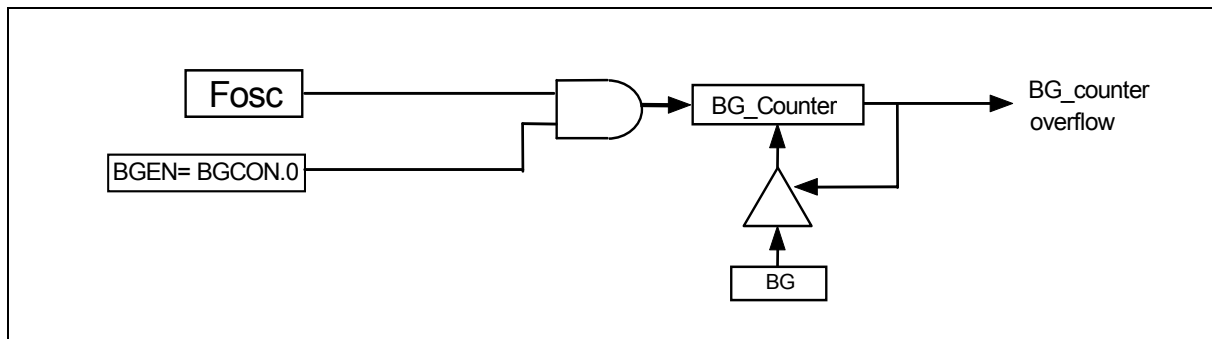 Fosc
BG_Counter
BG_counter
overflow
BGEN= BGCON.0
BG